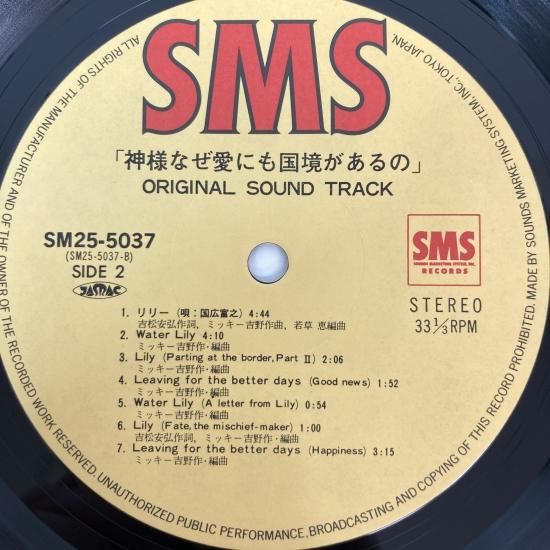 SMS
「神様なぜ愛にも国境があるの」
ORIGINAL SOUND TRACK
SM25-5037
(SM25-5037-B)
SIDE 2
JASRAC
SMS
SOUNDS MARKETING SYSTEM, INC.
RECORDS
STEREO
33 1/3 RPM
1. リリー (唄:国広富之) 4:44
吉松安弘作詞, ミッキー吉野作曲, 若草 恵編曲
2. Water Lily 4:10
ミッキー吉野作・編曲
3. Lily (Parting at the border, Part II) 2:06
ミッキー吉野作・編曲
4. Leaving for the better days (Good news) 1:52
ミッキー吉野作・編曲
5. Water Lily (A letter from Lily) 0:54
ミッキー吉野作・編曲
6. Lily (Fate, the mischief-maker) 1:00
吉松安弘作詞, ミッキー吉野作・編曲
7. Leaving for the better days (Happiness) 3:15
ミッキー吉野作・編曲
ALL RIGHTS OF THE MANUFACTURER AND OF THE OWNER OF THE RECORDED WORK RESERVED. UNAUTHORIZED PUBLIC PERFORMANCE, BROADCASTING AND COPYING OF THIS RECORD PROHIBITED. MADE BY SOUNDS MARKETING SYSTEM, INC., TOKYO JAPAN.